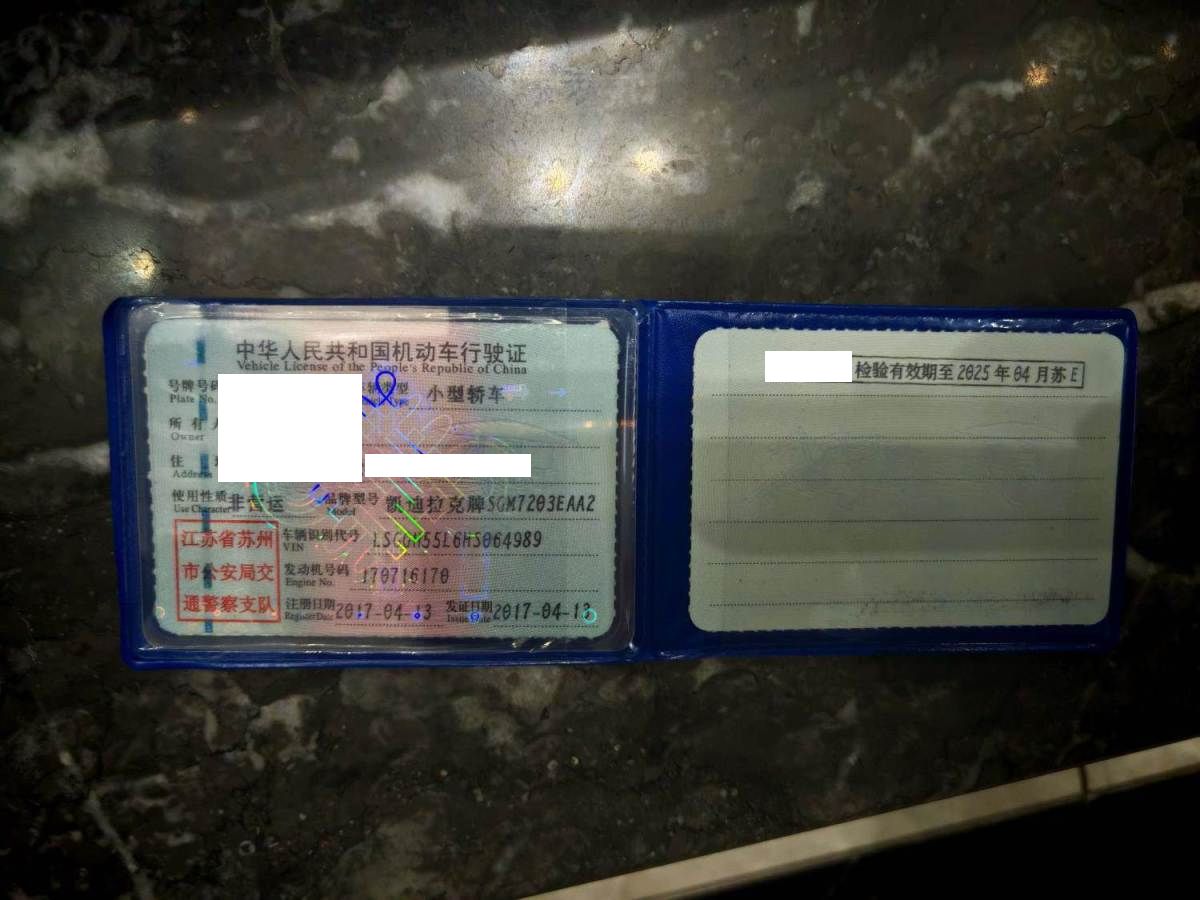 中华人民共和国机动车行驶证
Vehicle License of the People's Republic of China
号牌号码 小型轿车
Plate No.
所有
Owner
住
Address
使用性质 非营运 品牌型号 凯迪拉克牌SGM7203EAA2
Use Character Model
江苏省苏州
市公安局交
通警察支队
车辆识别代号
VIN
发动机号码 170716170
Engine No.
注册日期 2017-04-13 发证日期 2017-04-13
Register Date Issue Date
检验有效期至2025年04月苏E